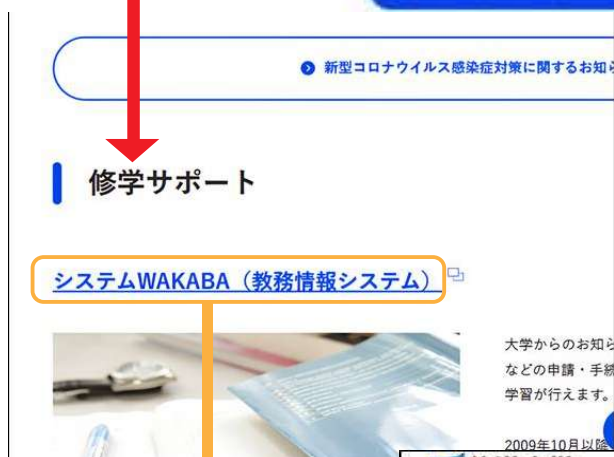 新型コロナウイルス感染症対策に関するお知ら
修学サポート
システムWAKABA（教務情報システム）
大学からのお知ら
などの申請・手続
学習が行えます。
2009年10月以降